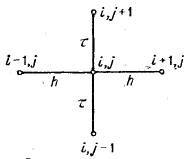 i, j+1
τ
i-1, j i, j i+1, j
h h
τ
i, j-1